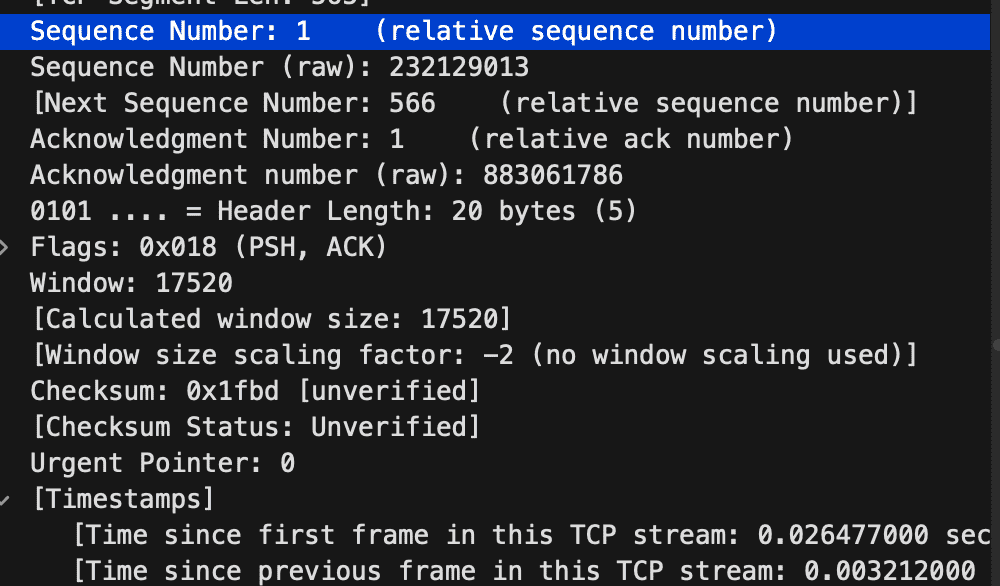 [TCP Segment Len: 565]
Sequence Number: 1    (relative sequence number)
Sequence Number (raw): 232129013
[Next Sequence Number: 566    (relative sequence number)]
Acknowledgment Number: 1    (relative ack number)
Acknowledgment number (raw): 883061786
0101 .... = Header Length: 20 bytes (5)
Flags: 0x018 (PSH, ACK)
Window: 17520
[Calculated window size: 17520]
[Window size scaling factor: -2 (no window scaling used)]
Checksum: 0x1fbd [unverified]
[Checksum Status: Unverified]
Urgent Pointer: 0
[Timestamps]
[Time since first frame in this TCP stream: 0.026477000 sec
[Time since previous frame in this TCP stream: 0.003212000